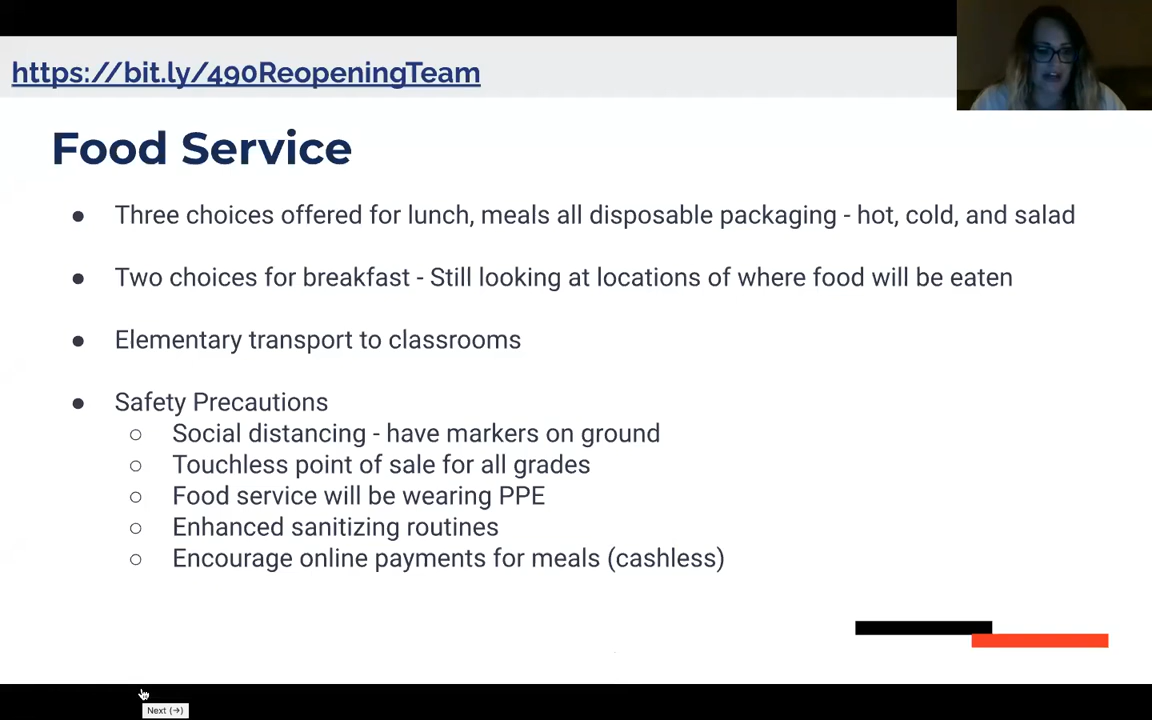 https://bit.ly/490ReopeningTeam
Food Service
● Three choices offered for lunch, meals all disposable packaging - hot, cold, and salad
● Two choices for breakfast - Still looking at locations of where food will be eaten
● Elementary transport to classrooms
● Safety Precautions
○ Social distancing - have markers on ground
○ Touchless point of sale for all grades
○ Food service will be wearing PPE
○ Enhanced sanitizing routines
○ Encourage online payments for meals (cashless)
Next (→)